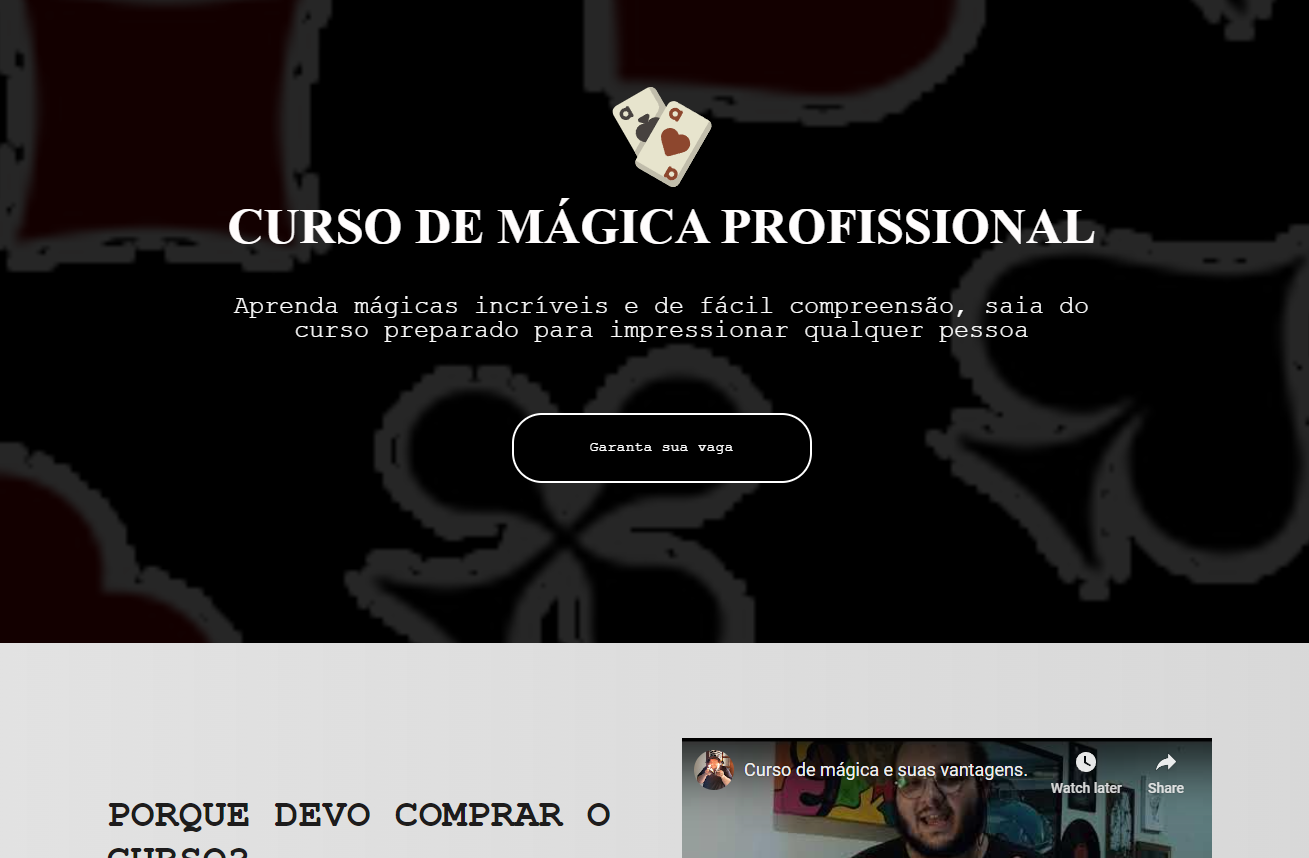 CURSO DE MÁGICA PROFISSIONAL
Aprenda mágicas incríveis e de fácil compreensão, saia do
curso preparado para impressionar qualquer pessoa
Garanta sua vaga
Curso de mágica e suas vantagens.
Watch later
Share
PORQUE DEVO COMPRAR O
CURSO?